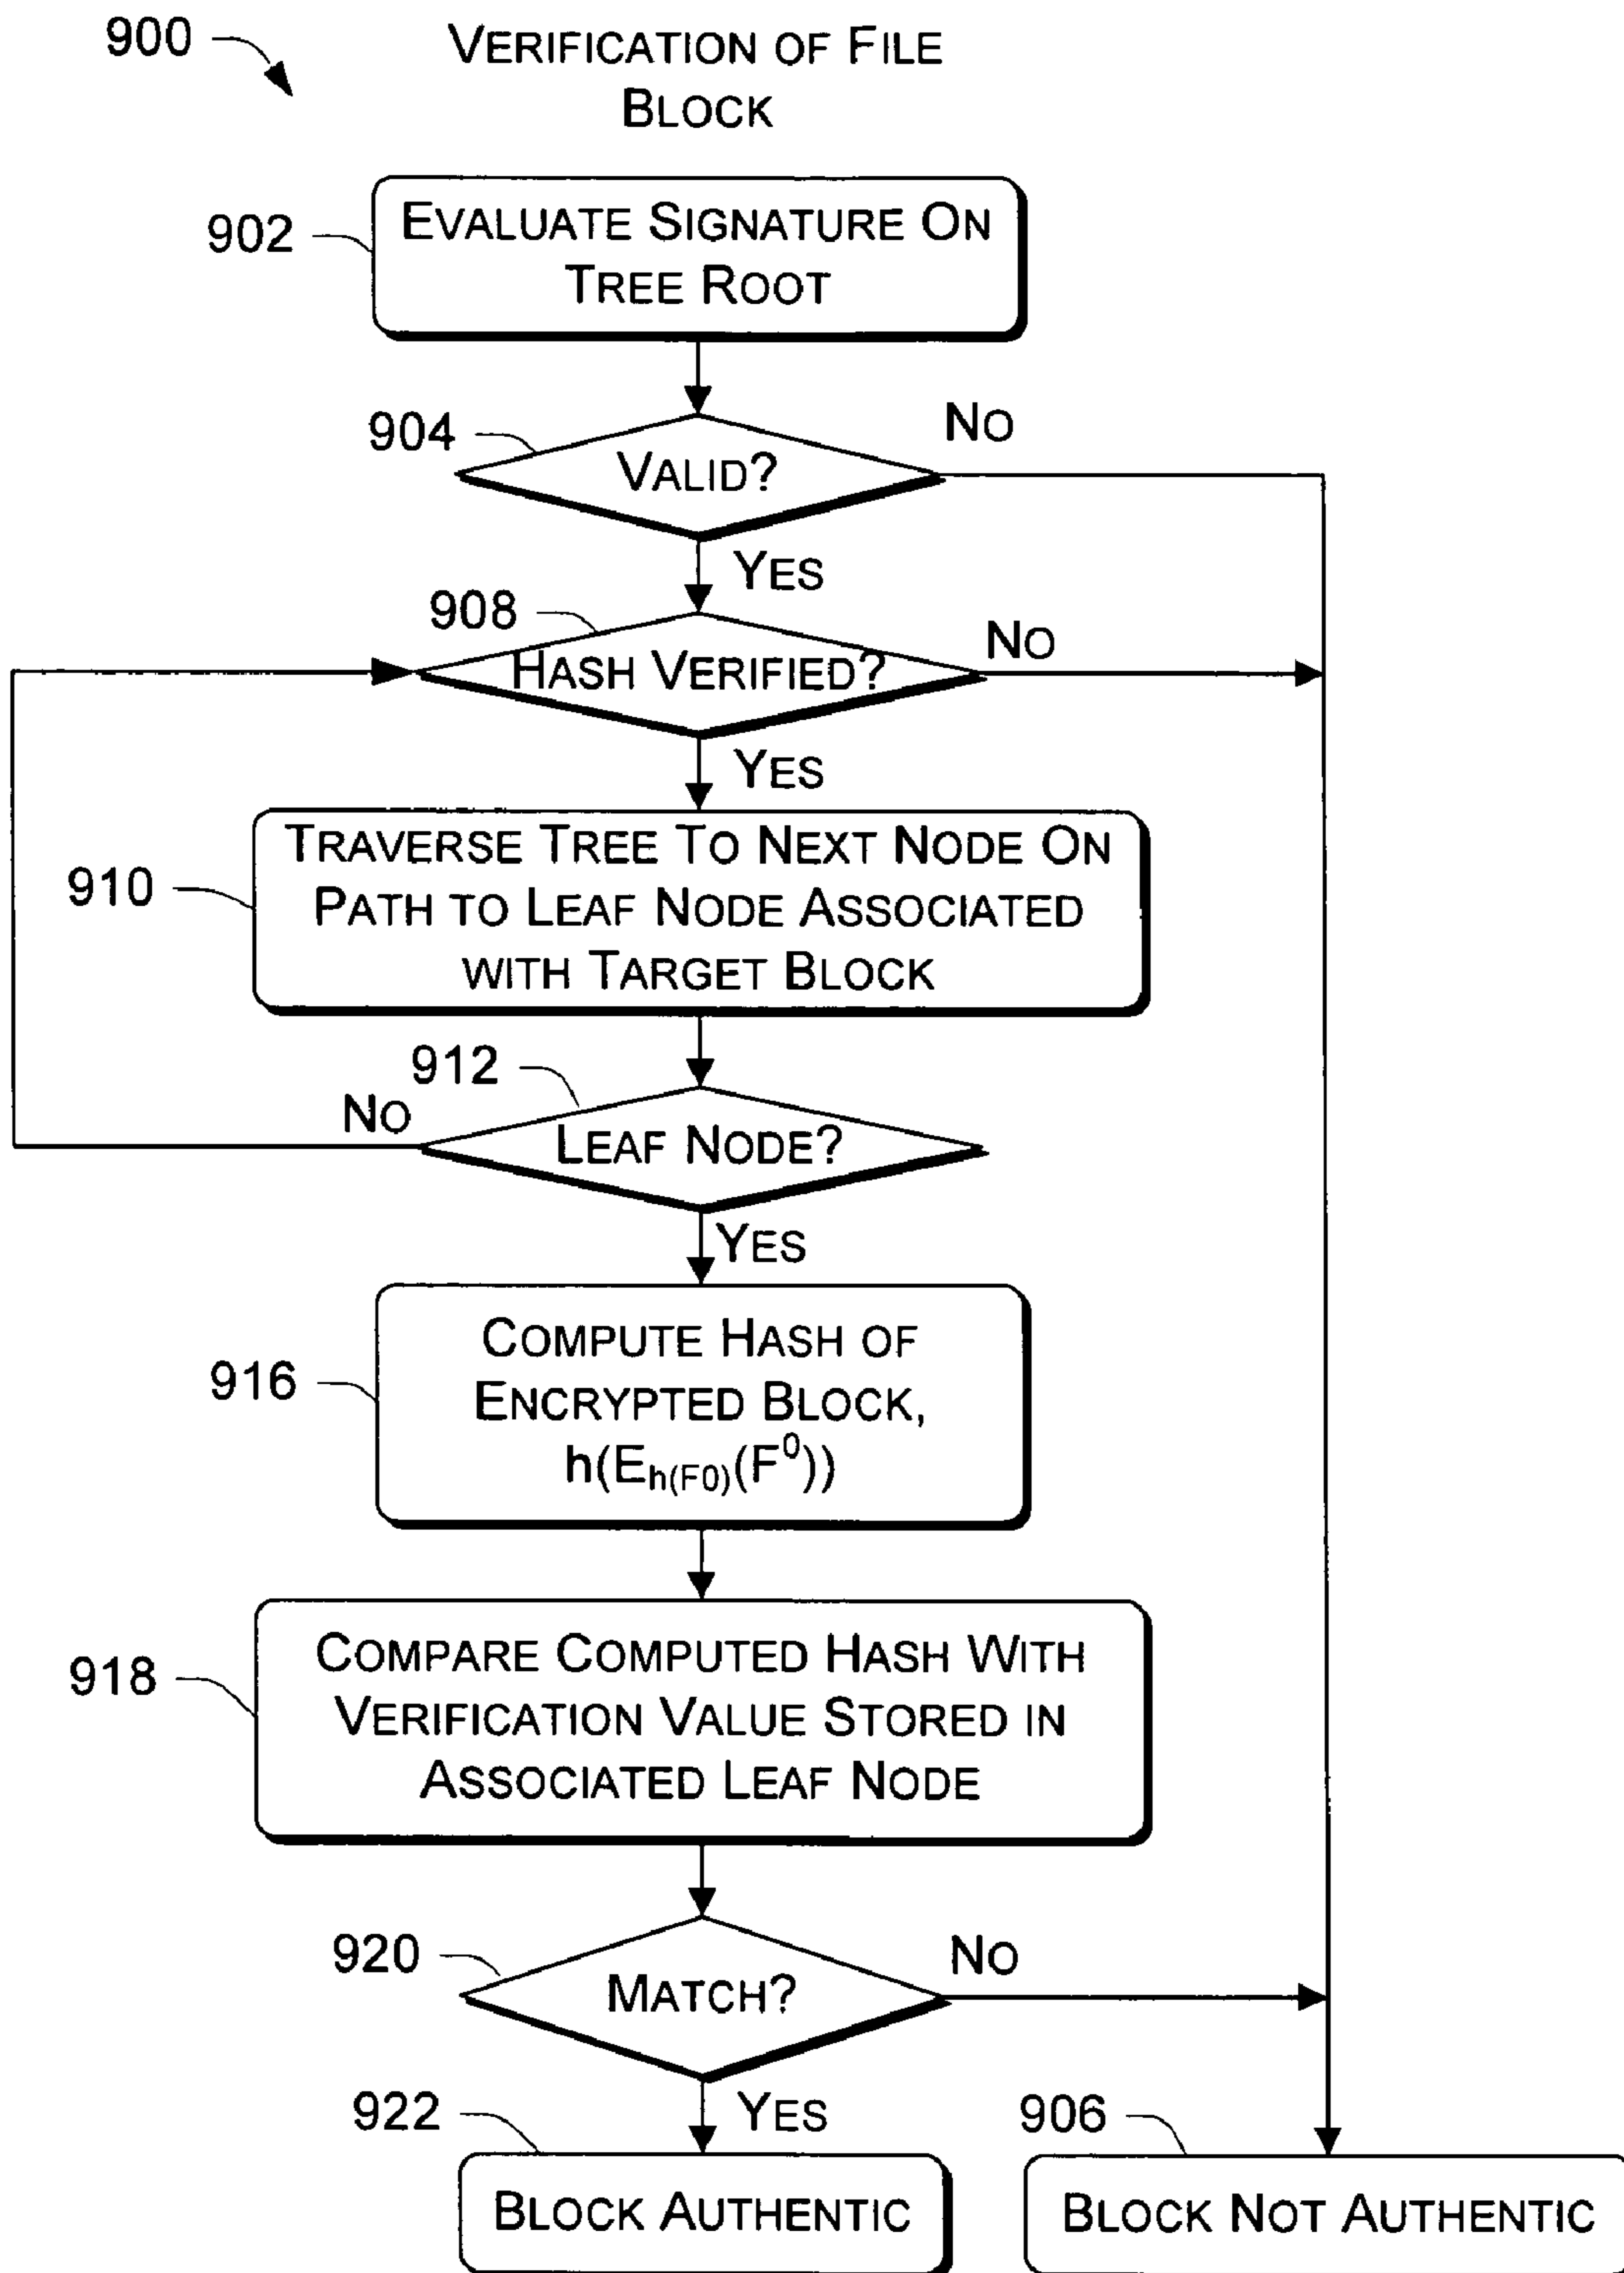 900
VERIFICATION OF FILE
BLOCK
902
EVALUATE SIGNATURE ON
TREE ROOT
904
VALID?
NO
YES
908
HASH VERIFIED?
NO
YES
910
TRAVERSE TREE TO NEXT NODE ON
PATH TO LEAF NODE ASSOCIATED
WITH TARGET BLOCK
912
NO
LEAF NODE?
YES
916
COMPUTE HASH OF
ENCRYPTED BLOCK,
h(E_h(F0)(F^0))
918
COMPARE COMPUTED HASH WITH
VERIFICATION VALUE STORED IN
ASSOCIATED LEAF NODE
920
MATCH?
NO
YES
922
BLOCK AUTHENTIC
906
BLOCK NOT AUTHENTIC